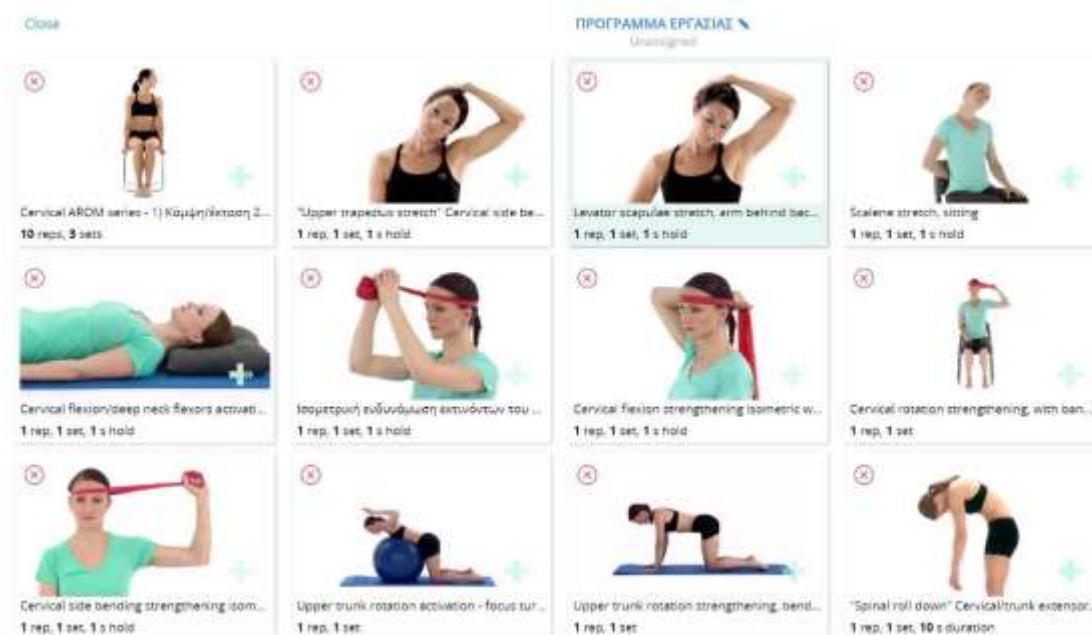 Close
ΠΡΟΓΡΑΜΜΑ ΕΡΓΑΣΙΑΣ
Unassigned
Cervical AROM series - 1) Κάμψη/έκταση 2...
10 reps, 3 sets
"Upper trapezius stretch" Cervical side be...
1 rep, 1 set, 1 s hold
Levator scapulae stretch, arm behind bac...
1 rep, 1 set, 1 s hold
Scalene stretch, sitting
1 rep, 1 set, 1 s hold
Cervical flexion/deep neck flexors activati...
1 rep, 1 set, 1 s hold
Ισομετρική ενδυνάμωση εκτινόντων του ...
1 rep, 1 set, 1 s hold
Cervical flexion strengthening isometric w...
1 rep, 1 set, 1 s hold
Cervical rotation strengthening, with ban...
1 rep, 1 set
Cervical side bending strengthening isom...
1 rep, 1 set, 1 s hold
Upper trunk rotation activation - focus tur...
1 rep, 1 set
Upper trunk rotation strengthening, bend...
1 rep, 1 set
"Spinal roll down" Cervical/trunk extensor...
1 rep, 1 set, 10 s duration